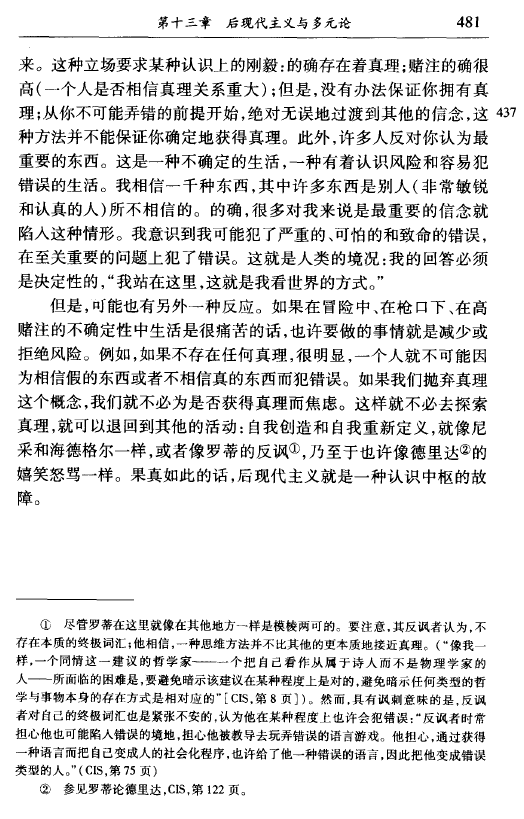 第十三章 后现代主义与多元论 481
来。这种立场要求某种认识上的刚毅:的确存在着真理;赌注的确很
高(一个人是否相信真理关系重大);但是,没有办法保证你拥有真
理;从你不可能弄错的前提开始,绝对无误地过渡到其他的信念,这 437
种方法并不能保证你确定地获得真理。此外,许多人反对你认为最
重要的东西。这是一种不确定的生活,一种有着认识风险和容易犯
错误的生活。我相信一千种东西,其中许多东西是别人(非常敏锐
和认真的人)所不相信的。的确,很多对我来说是最重要的信念就
陷入这种情形。我意识到我可能犯了严重的、可怕的和致命的错误,
在至关重要的问题上犯了错误。这就是人类的境况:我的回答必须
是决定性的,“我站在这里,这就是我看世界的方式。”
但是,可能也有另外一种反应。如果在冒险中、在枪口下、在高
赌注的不确定性中生活是很痛苦的话,也许要做的事情就是减少或
拒绝风险。例如,如果不存在任何真理,很明显,一个人就不可能因
为相信假的东西或者不相信真的东西而犯错误。如果我们抛弃真理
这个概念,我们就不必为是否获得真理而焦虑。这样就不必去探索
真理,就可以退回到其他的活动:自我创造和自我重新定义,就像尼
采和海德格尔一样,或者像罗蒂的反讽①,乃至于也许像德里达②的
嬉笑怒骂一样。果真如此的话,后现代主义就是一种认识中枢的故
障。
① 尽管罗蒂在这里就像在其他地方一样是模棱两可的。要注意,其反讽者认为,不
存在本质的终极词汇;他相信,一种思维方法并不比其他的更本质地接近真理。(“像我一
样,一个同情这一建议的哲学家——一个把自己看作从属于诗人而不是物理学家的
人——所面临的困难是,要避免暗示该建议在某种程度上是对的,避免暗示任何类型的哲
学与事物本身的存在方式是相对应的”[CIS,第 8 页])。然而,具有讽刺意味的是,反讽
者对自己的终极词汇也是紧张不安的,认为他在某种程度上也许会犯错误:“反讽者时常
担心他也可能陷入错误的境地,担心他被教导去玩弄错误的语言游戏。他担心,通过获得
一种语言而把自己变成人的社会化程序,也许给了他一种错误的语言,因此把他变成错误
类型的人。”(CIS,第 75 页)
② 参见罗蒂论德里达,CIS,第 122 页。